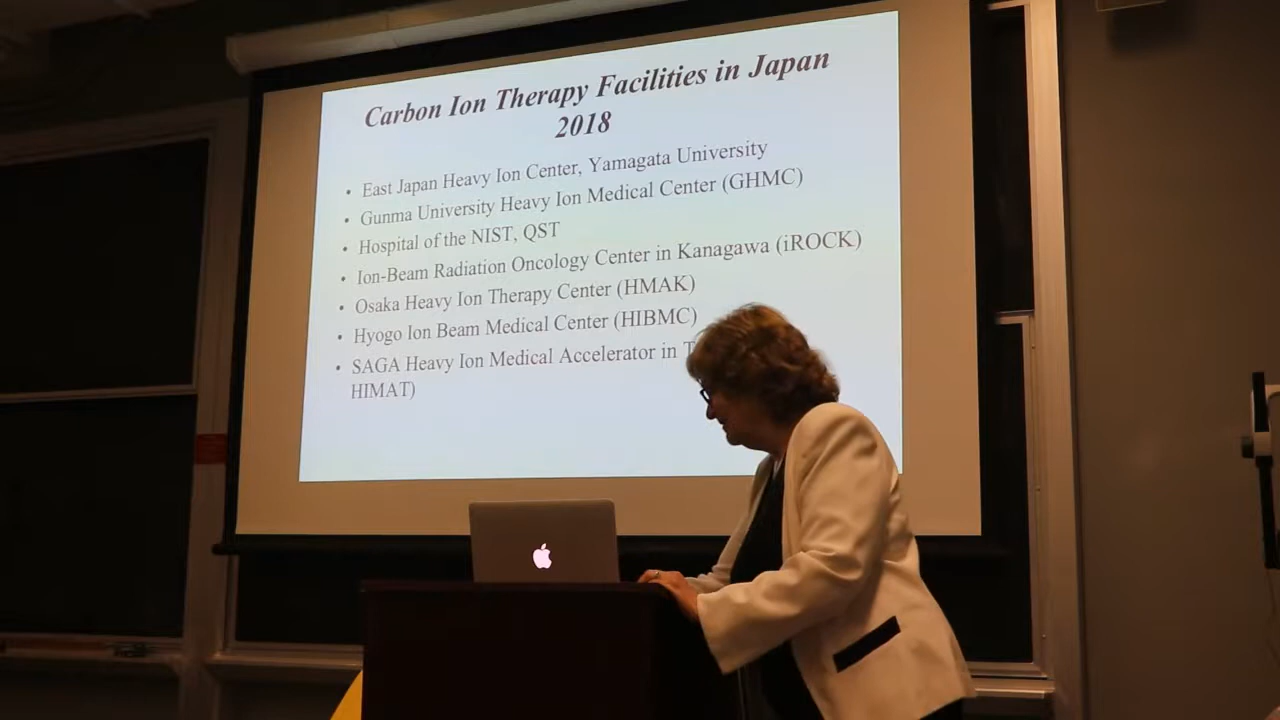 Carbon Ion Therapy Facilities in Japan
2018
• East Japan Heavy Ion Center, Yamagata University
• Gunma University Heavy Ion Medical Center (GHMC)
• Hospital of the NIST, QST
• Ion-Beam Radiation Oncology Center in Kanagawa (iROCK)
• Osaka Heavy Ion Therapy Center (HMAK)
• Hyogo Ion Beam Medical Center (HIBMC)
• SAGA Heavy Ion Medical Accelerator in
HIMAT)